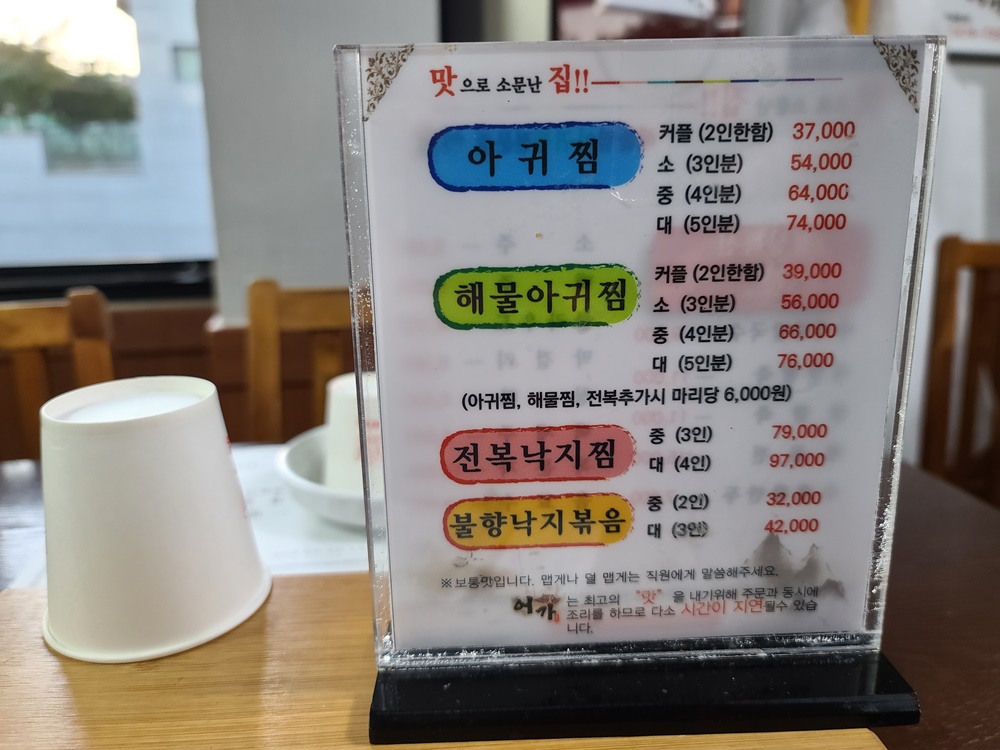 맛으로 소문난 집!!
아귀찜
커플 (2인한함) 37,000
소 (3인분) 54,000
중 (4인분) 64,000
대 (5인분) 74,000
해물아귀찜
커플 (2인한함) 39,000
소 (3인분) 56,000
중 (4인분) 66,000
대 (5인분) 76,000
(아귀찜, 해물찜, 전복추가시 마리당 6,000원)
전복낙지찜
중 (3인) 79,000
대 (4인) 97,000
불향낙지볶음
중 (2인) 32,000
대 (3인) 42,000
※보통맛입니다. 맵게나 덜 맵게는 직원에게 말씀해주세요.
어가는 최고의 "맛" 을 내기위해 주문과 동시에
조리를 하므로 다소 시간이 지연될수 있습
니다.